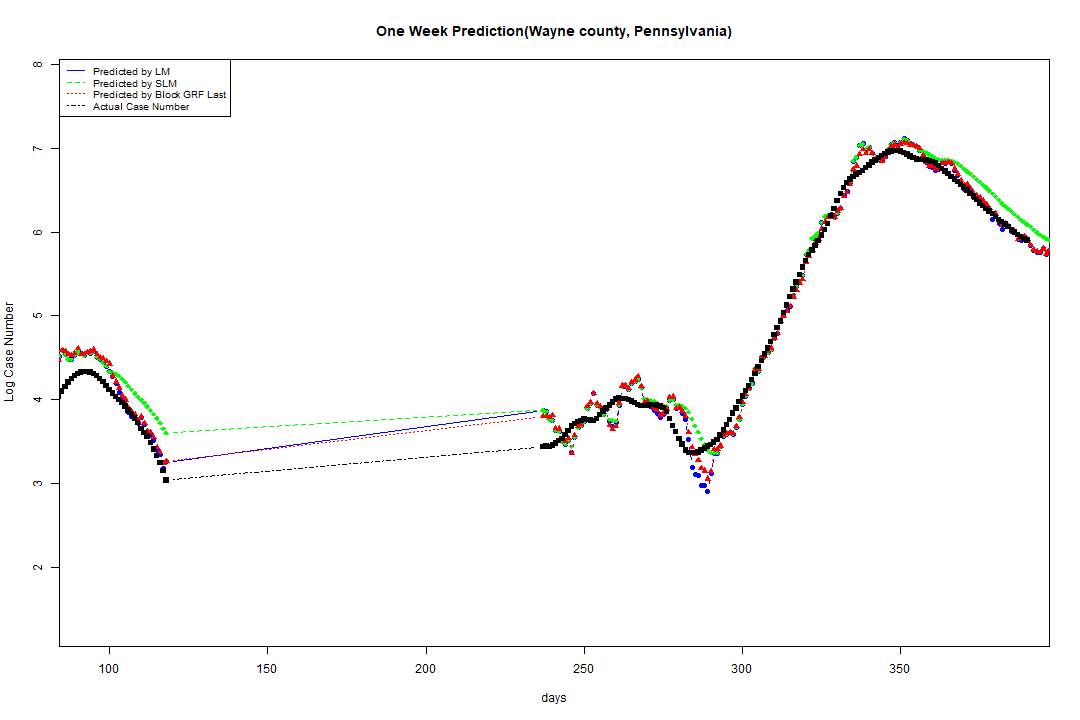 One Week Prediction(Wayne county, Pennsylvania)
Predicted by LM
Predicted by SLM
Predicted by Block GRF Last
Actual Case Number
8
7
6
5
4
3
2
Log Case Number
100 150 200 250 300 350
days